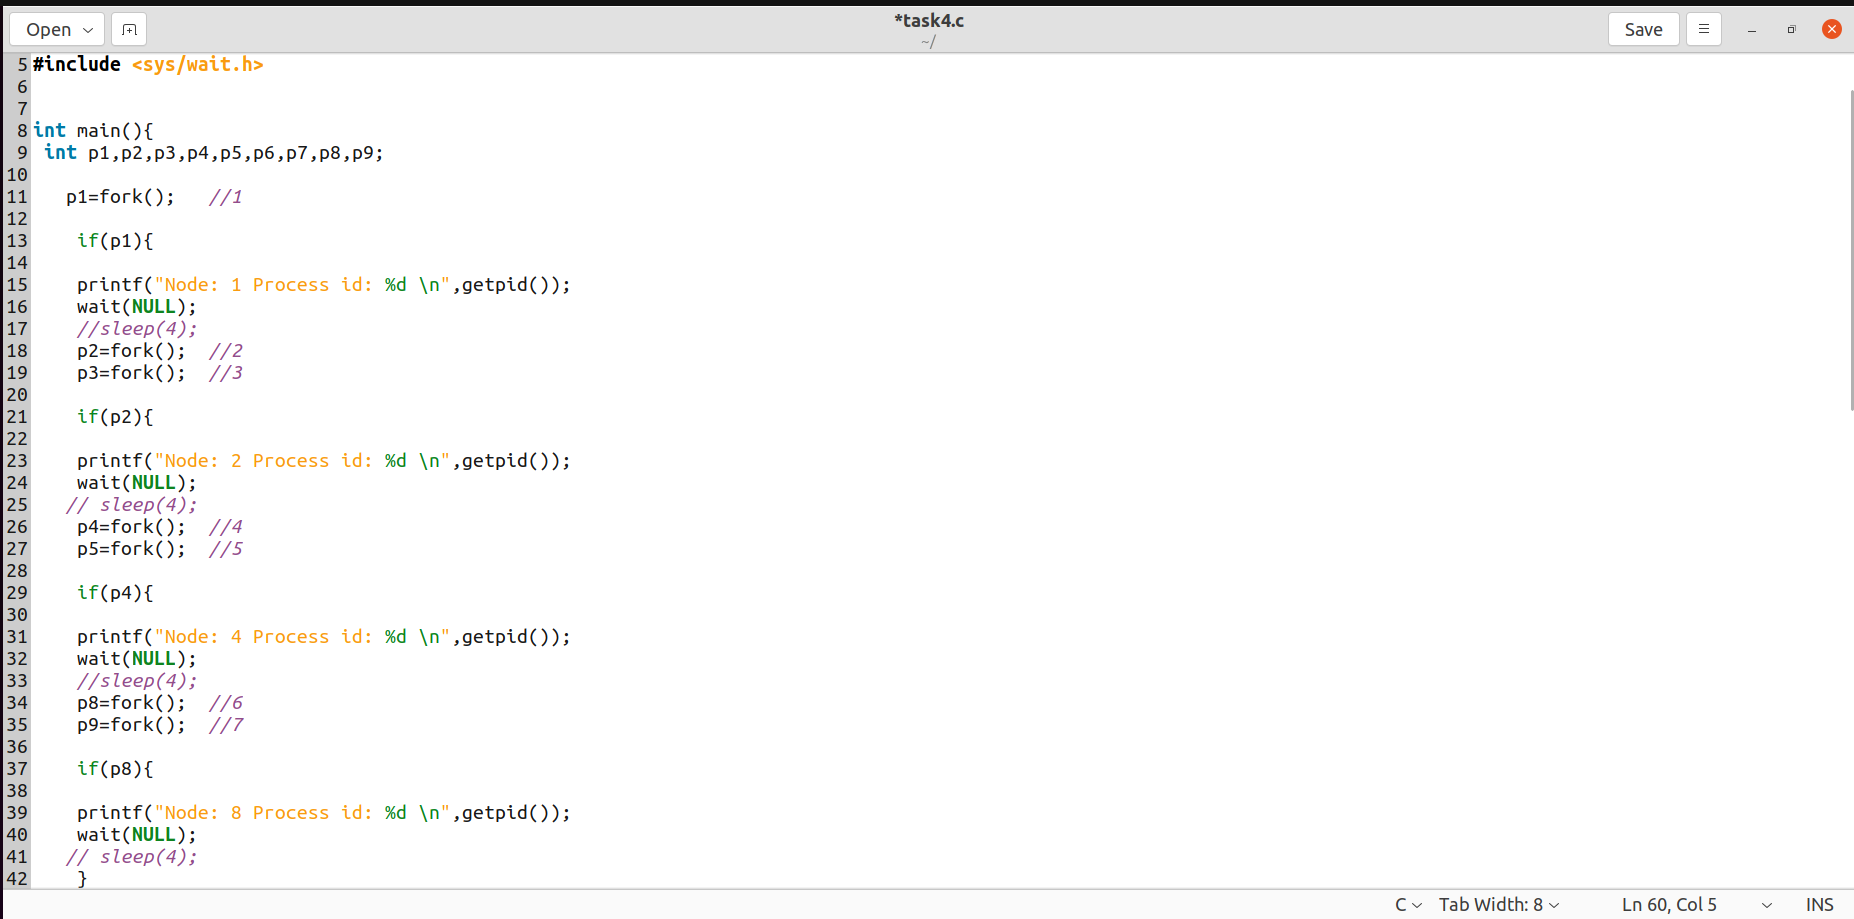 Open
*task4.c
~/
Save
5 #include <sys/wait.h>
6
7
8 int main(){
9 int p1,p2,p3,p4,p5,p6,p7,p8,p9;
10
11 p1=fork(); //1
12
13 if(p1){
14
15 printf("Node: 1 Process id: %d \n",getpid());
16 wait(NULL);
17 //sleep(4);
18 p2=fork(); //2
19 p3=fork(); //3
20
21 if(p2){
22
23 printf("Node: 2 Process id: %d \n",getpid());
24 wait(NULL);
25 // sleep(4);
26 p4=fork(); //4
27 p5=fork(); //5
28
29 if(p4){
30
31 printf("Node: 4 Process id: %d \n",getpid());
32 wait(NULL);
33 //sleep(4);
34 p8=fork(); //6
35 p9=fork(); //7
36
37 if(p8){
38
39 printf("Node: 8 Process id: %d \n",getpid());
40 wait(NULL);
41 // sleep(4);
42 }
C Tab Width: 8 Ln 60, Col 5 INS